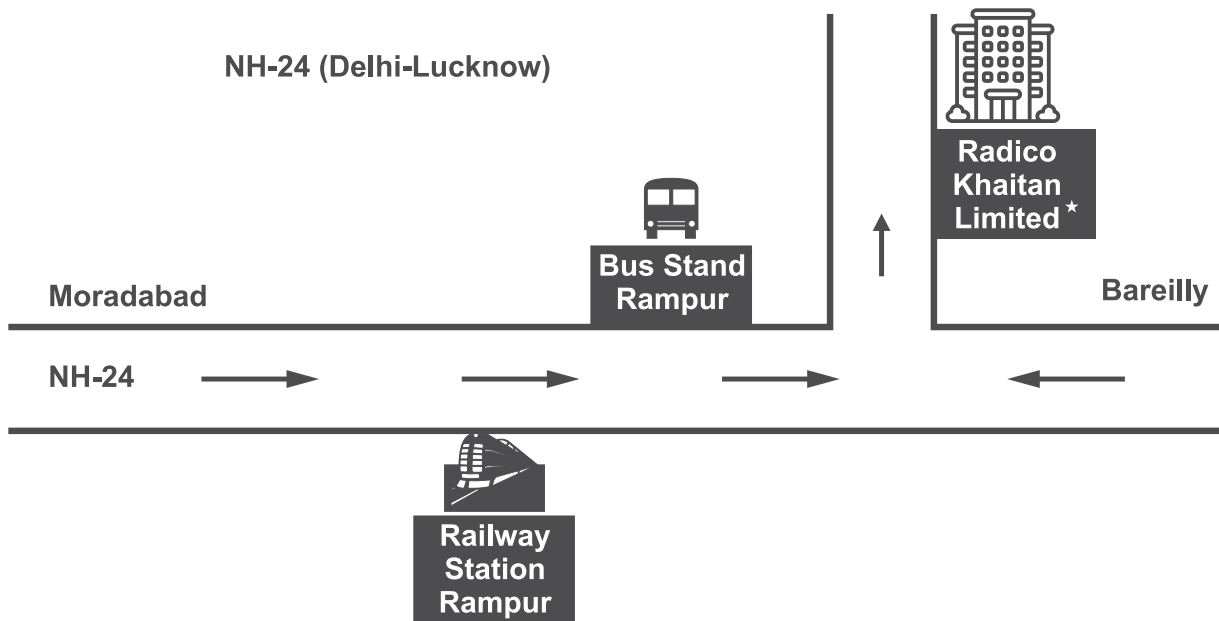 NH-24 (Delhi-Lucknow)
Radico
Khaitan
Limited★
Bus Stand
Rampur
Moradabad
Bareilly
NH-24
Railway
Station
Rampur